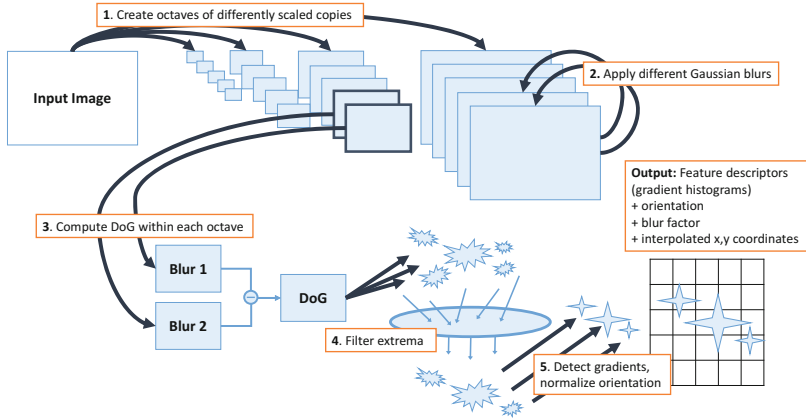 1. Create octaves of differently scaled copies
Input Image
2. Apply different Gaussian blurs
Output: Feature descriptors
(gradient histograms)
+ orientation
+ blur factor
+ interpolated x,y coordinates
3. Compute DoG within each octave
Blur 1
DoG
Blur 2
4. Filter extrema
5. Detect gradients,
normalize orientation